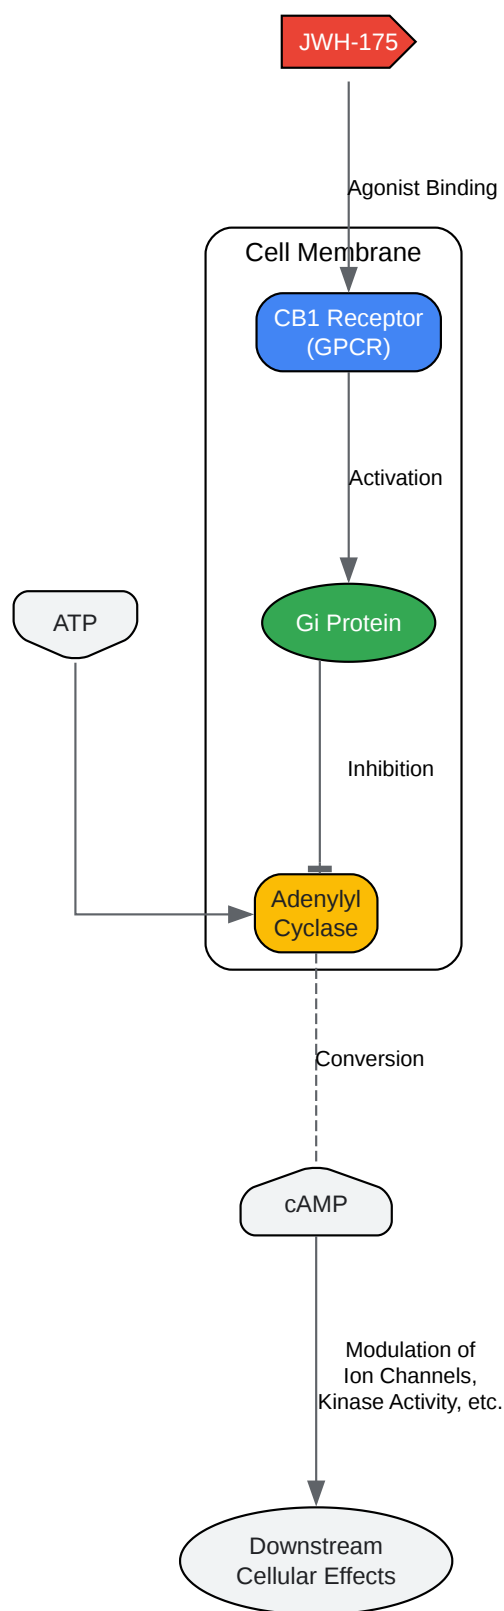 JWH-175
Agonist Binding
Cell Membrane
CB1 Receptor
(GPCR)
Activation
ATP
Gi Protein
Inhibition
Adenylyl
Cyclase
Conversion
cAMP
Modulation of
Ion Channels,
Kinase Activity, etc.
Downstream
Cellular Effects